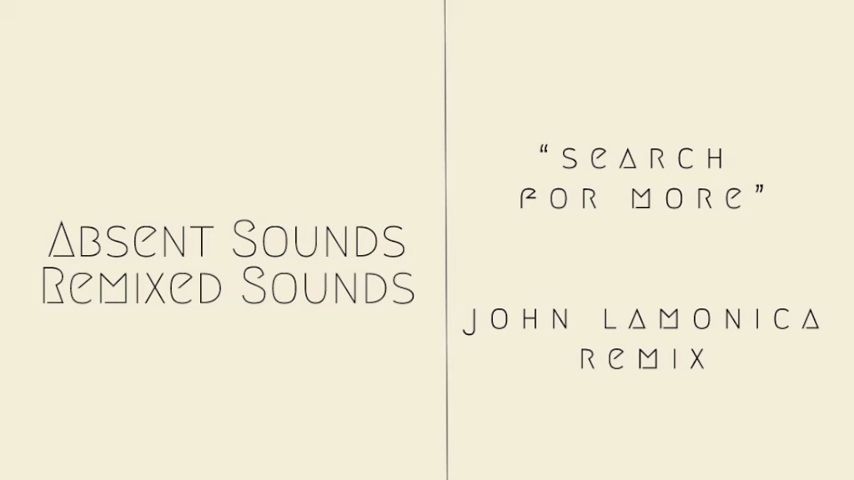 Absent Sounds
Remixed Sounds
“Search
for more”
John Lamonica
remix